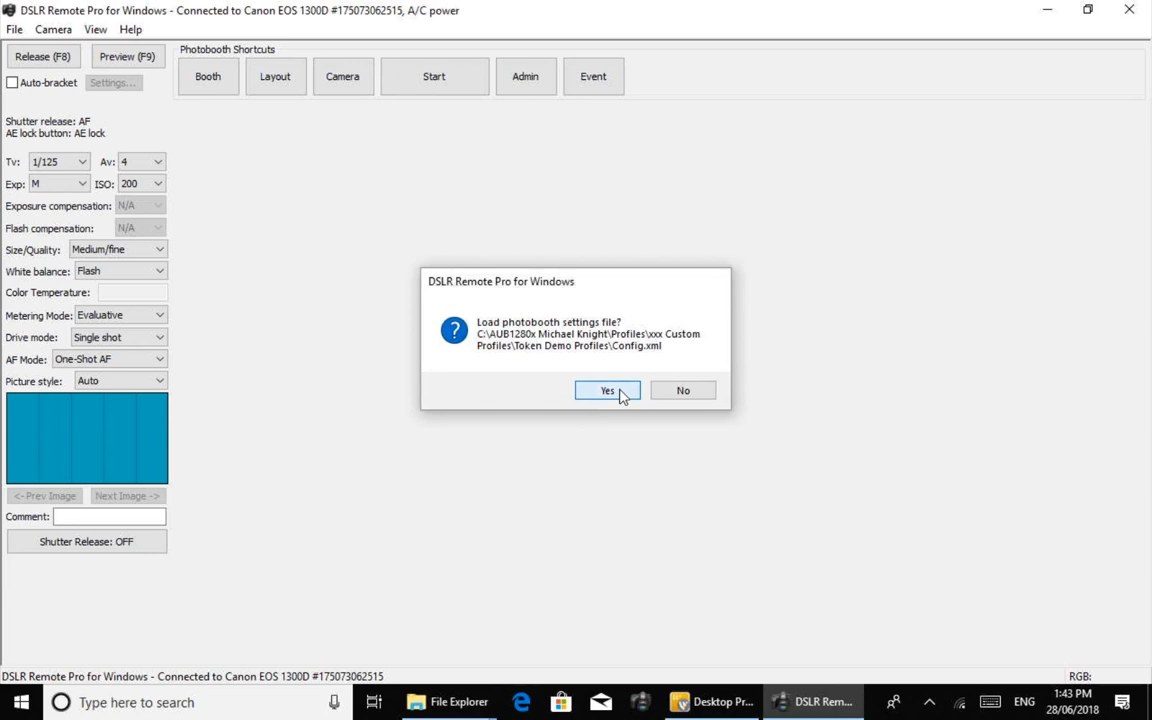 DSLR Remote Pro for Windows - Connected to Canon EOS 1300D #175073062515, A/C power
File Camera View Help
Release (F8) Preview (F9)
Auto-bracket Settings...
Photobooth Shortcuts
Booth Layout Camera Start Admin Event
Shutter release: AF
AE lock button: AE lock
Tv: 1/125 Av: 4
Exp: M ISO: 200
Exposure compensation: N/A
Flash compensation: N/A
Size/Quality: Medium/fine
White balance: Flash
Color Temperature:
Metering Mode: Evaluative
Drive mode: Single shot
AF Mode: One-Shot AF
Picture style: Auto
<- Prev Image Next Image ->
Comment:
Shutter Release: OFF
DSLR Remote Pro for Windows
Load photobooth settings file?
C:\AUB1280x Michael Knight\Profiles\xxx Custom
Profiles\Token Demo Profiles\Config.xml
Yes No
DSLR Remote Pro for Windows - Connected to Canon EOS 1300D #175073062515
RGB:
Type here to search
File Explorer
Desktop Pr...
DSLR Rem...
ENG
1:43 PM
28/06/2018